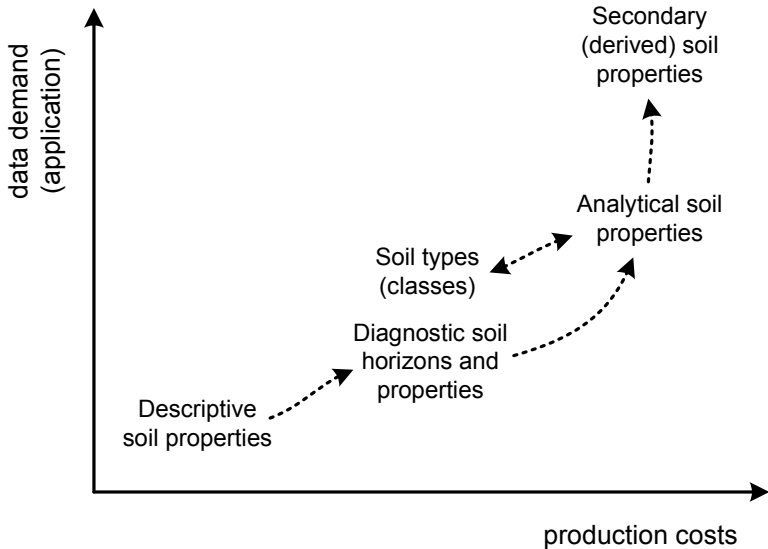 Secondary
(derived) soil
properties
data demand
(application)
Analytical soil
properties
Soil types
(classes)
Diagnostic soil
horizons and
properties
Descriptive
soil properties
production costs